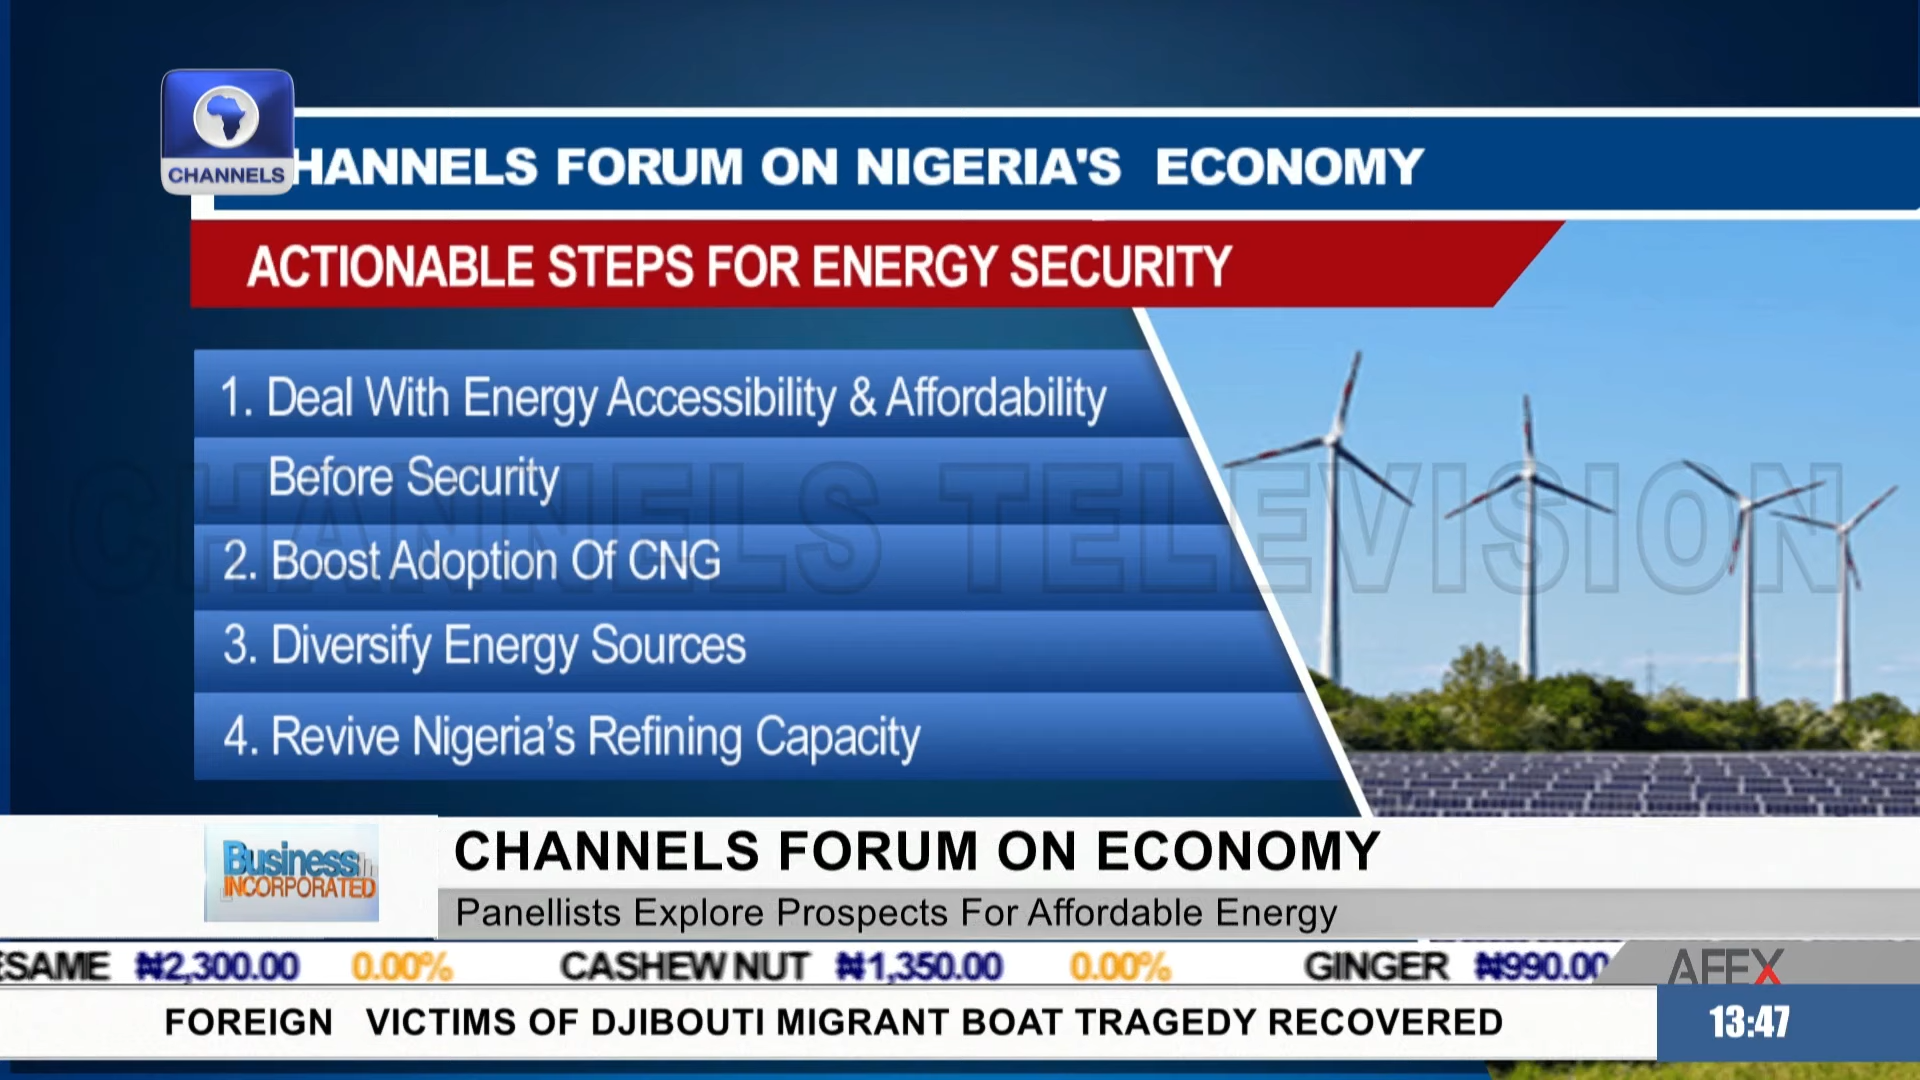 CHANNELS
HANNELS FORUM ON NIGERIA'S ECONOMY
ACTIONABLE STEPS FOR ENERGY SECURITY
1. Deal With Energy Accessibility & Affordability
Before Security
2. Boost Adoption Of CNG
3. Diversify Energy Sources
4. Revive Nigeria’s Refining Capacity
CHANNELS TELEVISION
Business
INCORPORATED
CHANNELS FORUM ON ECONOMY
Panellists Explore Prospects For Affordable Energy
ESAME ₦2,300.00 0.00% CASHEW NUT ₦1,350.00 0.00% GINGER ₦990.00
AFEX
FOREIGN VICTIMS OF DJIBOUTI MIGRANT BOAT TRAGEDY RECOVERED
13:47